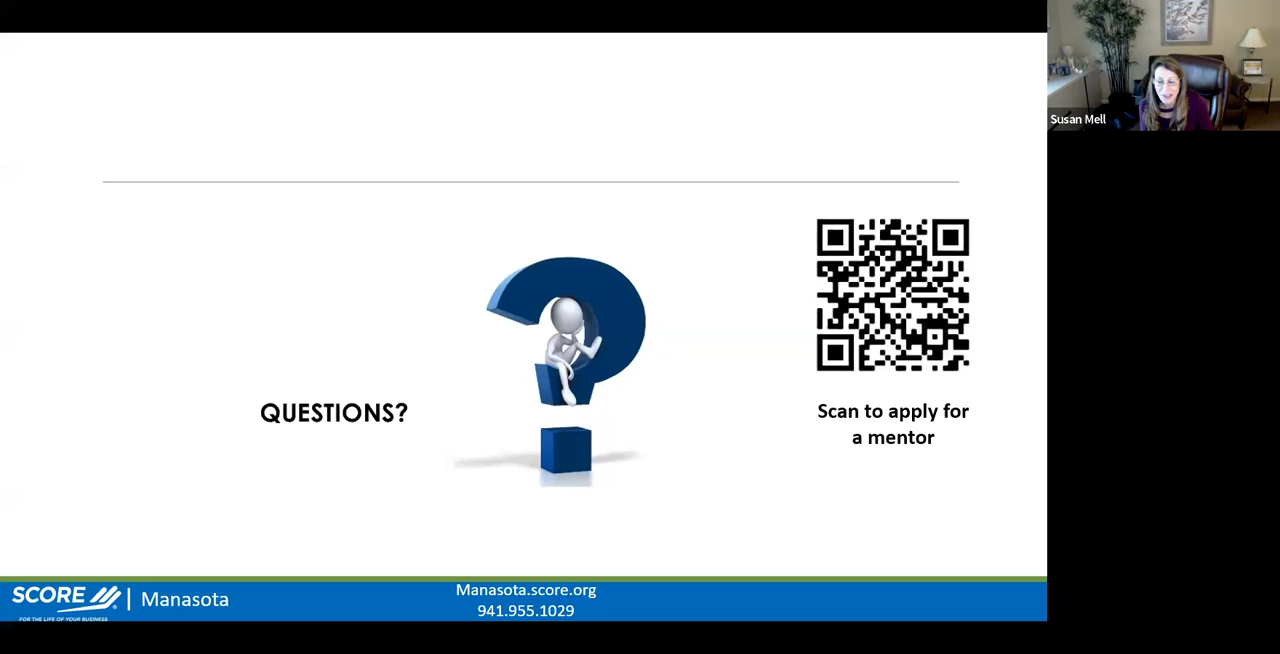 Susan Mell
QUESTIONS?
Scan to apply for
a mentor
SCORE
FOR THE LIFE OF YOUR BUSINESS
Manasota
Manasota.score.org
941.955.1029